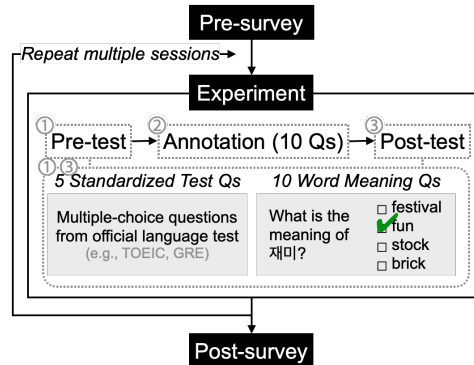 Pre-survey
Repeat multiple sessions
Experiment
① ② ③
Pre-test Annotation (10 Qs) Post-test
① ③
5 Standardized Test Qs 10 Word Meaning Qs
Multiple-choice questions
from official language test
(e.g., TOEIC, GRE)
What is the
meaning of
재미?
festival
fun
stock
brick
Post-survey